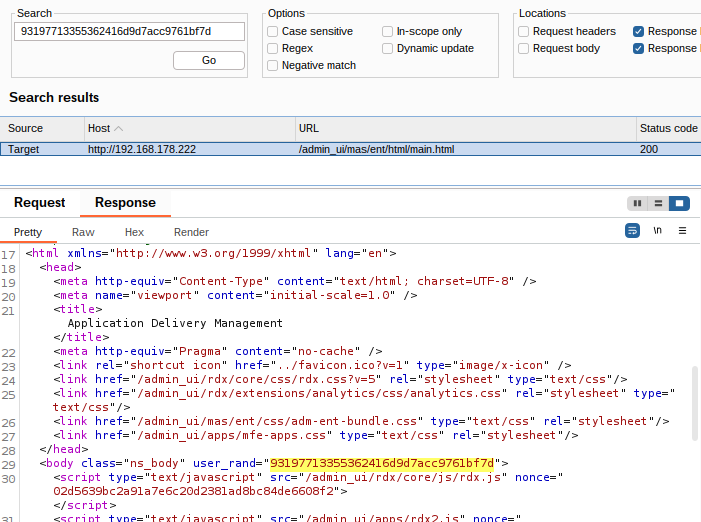 Search
Options
Locations
93197713355362416d9d7acc9761bf7d
Case sensitive
In-scope only
Request headers
Response
Regex
Dynamic update
Request body
Response
Go
Negative match
Search results
Source
Host
URL
Status code
Target
http://192.168.178.222
/admin_ui/mas/ent/html/main.html
200
Request
Response
Pretty
Raw
Hex
Render
\n
17 <html xmlns="http://www.w3.org/1999/xhtml" lang="en">
18 <head>
19 <meta http-equiv="Content-Type" content="text/html; charset=UTF-8" />
20 <meta name="viewport" content="initial-scale=1.0" />
21 <title>
Application Delivery Management
</title>
22 <meta http-equiv="Pragma" content="no-cache" />
23 <link rel="shortcut icon" href="../favicon.ico?v=1" type="image/x-icon" />
24 <link href="/admin_ui/rdx/core/css/rdx.css?v=5" rel="stylesheet" type="text/css"/>
25 <link href="/admin_ui/rdx/extensions/analytics/css/analytics.css" rel="stylesheet" type="
text/css"/>
26 <link href="/admin_ui/mas/ent/css/adm-ent-bundle.css" type="text/css" rel="stylesheet"/>
27 <link href="/admin_ui/apps/mfe-apps.css" type="text/css" rel="stylesheet"/>
28 </head>
29 <body class="ns_body" user_rand="93197713355362416d9d7acc9761bf7d">
30 <script type="text/javascript" src="/admin_ui/rdx/core/js/rdx.js" nonce="
02d5639bc2a91a7e6c20d2381ad8bc84de6608f2">
</script>
31 <script type="text/javascript" src="/admin_ui/apps/rdx2.js" nonce="